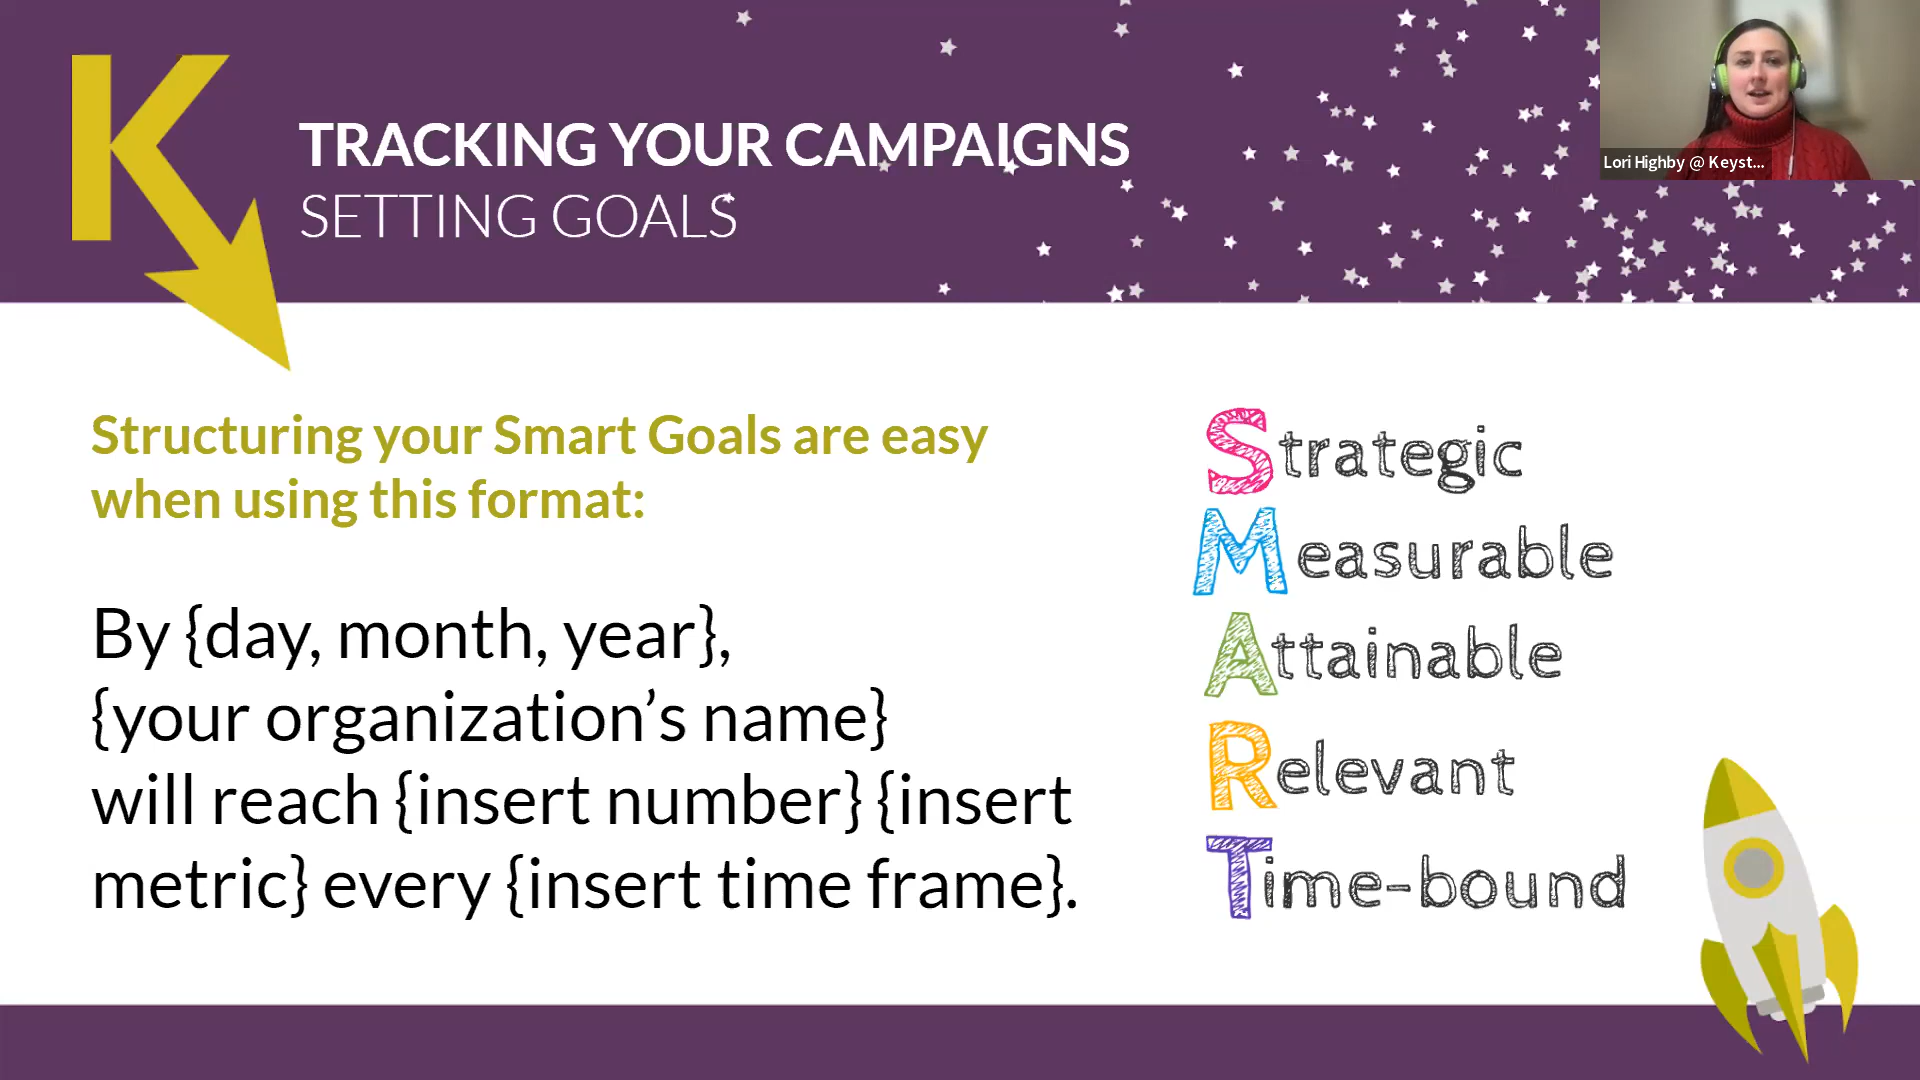 K
TRACKING YOUR CAMPAIGNS
SETTING GOALS
Lori Highby @ Keyst...
Structuring your Smart Goals are easy
when using this format:
By {day, month, year},
{your organization’s name}
will reach {insert number} {insert
metric} every {insert time frame}.
Strategic
Measurable
Attainable
Relevant
Time-bound